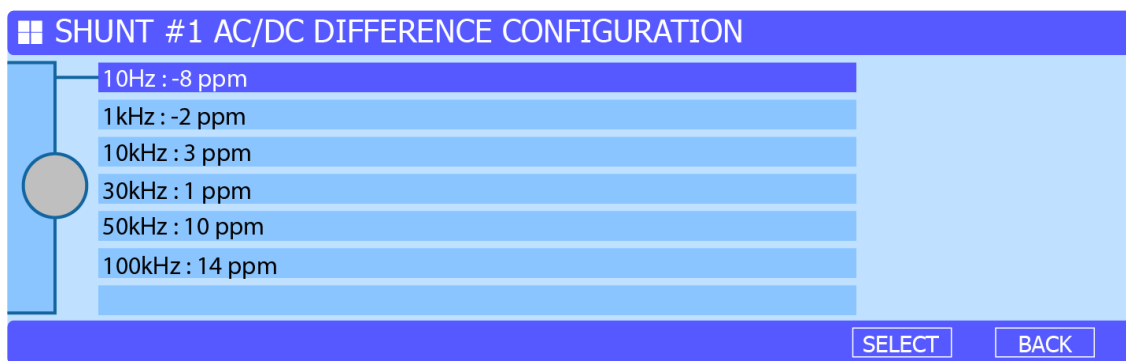 SHUNT #1 AC/DC DIFFERENCE CONFIGURATION
10Hz : -8 ppm
1kHz : -2 ppm
10kHz : 3 ppm
30kHz : 1 ppm
50kHz : 10 ppm
100kHz : 14 ppm
SELECT BACK